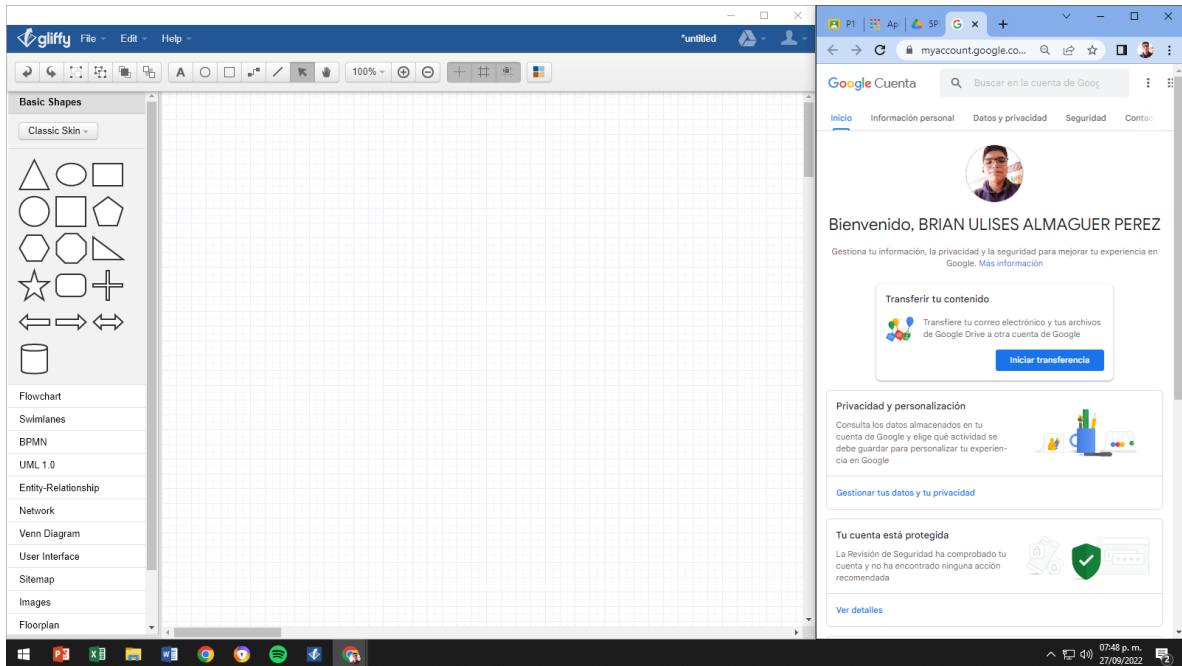 gliffy File Edit Help *untitled
100%
Basic Shapes
Classic Skin
Flowchart
Swimlanes
BPMN
UML 1.0
Entity-Relationship
Network
Venn Diagram
User Interface
Sitemap
Images
Floorplan
P1 Ap SP
myaccount.google.co...
Google Cuenta Buscar en la cuenta de Goog
Inicio Información personal Datos y privacidad Seguridad Contac
Bienvenido, BRIAN ULISES ALMAGUER PEREZ
Gestiona tu información, la privacidad y la seguridad para mejorar tu experiencia en
Google. Más información
Transferir tu contenido
Transfiere tu correo electrónico y tus archivos
de Google Drive a otra cuenta de Google
Iniciar transferencia
Privacidad y personalización
Consulta los datos almacenados en tu
cuenta de Google y elige qué actividad se
debe guardar para personalizar tu experien-
cia en Google
Gestionar tus datos y tu privacidad
Tu cuenta está protegida
La Revisión de Seguridad ha comprobado tu
cuenta y no ha encontrado ninguna acción
recomendada
Ver detalles
07:48 p. m.
27/09/2022
2